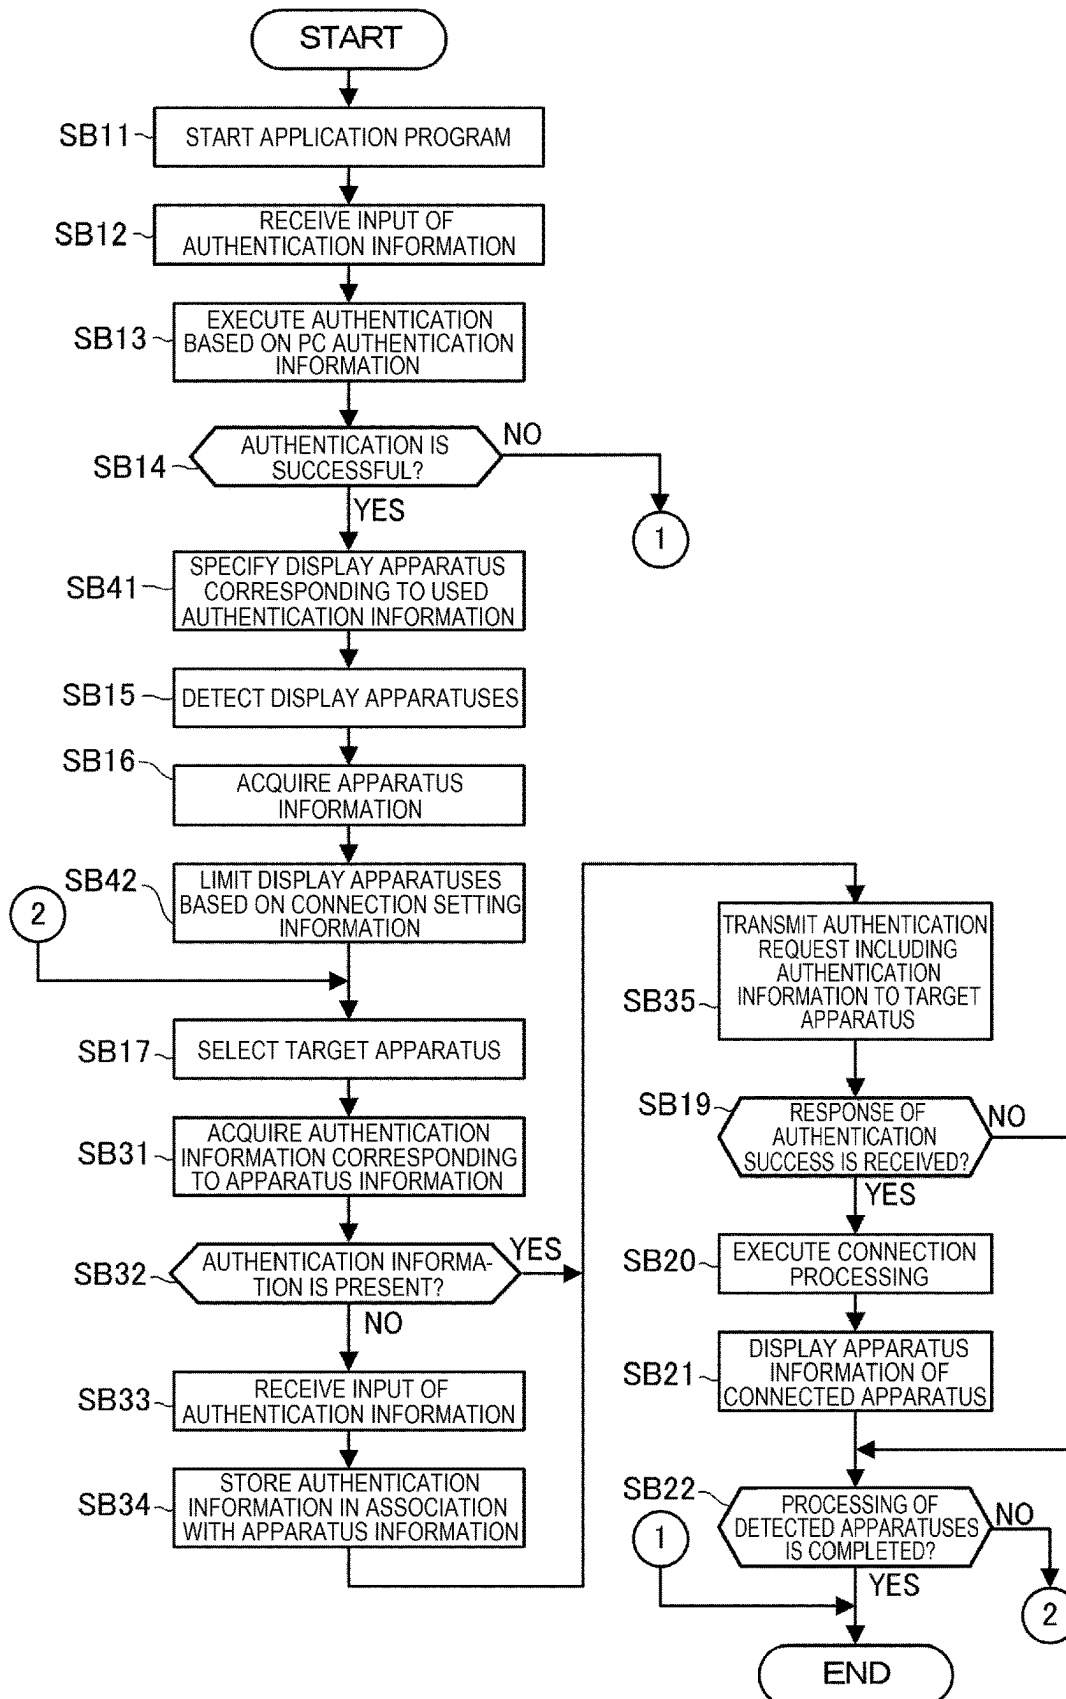 START
SB11
START APPLICATION PROGRAM
SB12
RECEIVE INPUT OF
AUTHENTICATION INFORMATION
SB13
EXECUTE AUTHENTICATION
BASED ON PC AUTHENTICATION
INFORMATION
SB14
AUTHENTICATION IS
SUCCESSFUL?
NO
1
YES
SB41
SPECIFY DISPLAY APPARATUS
CORRESPONDING TO USED
AUTHENTICATION INFORMATION
SB15
DETECT DISPLAY APPARATUSES
SB16
ACQUIRE APPARATUS
INFORMATION
SB42
LIMIT DISPLAY APPARATUSES
BASED ON CONNECTION SETTING
INFORMATION
2
SB17
SELECT TARGET APPARATUS
SB31
ACQUIRE AUTHENTICATION
INFORMATION CORRESPONDING
TO APPARATUS INFORMATION
SB32
AUTHENTICATION INFORMA-
TION IS PRESENT?
YES
NO
SB33
RECEIVE INPUT OF
AUTHENTICATION INFORMATION
SB34
STORE AUTHENTICATION
INFORMATION IN ASSOCIATION
WITH APPARATUS INFORMATION
SB35
TRANSMIT AUTHENTICATION
REQUEST INCLUDING
AUTHENTICATION
INFORMATION TO TARGET
APPARATUS
SB19
RESPONSE OF
AUTHENTICATION
SUCCESS IS RECEIVED?
NO
YES
SB20
EXECUTE CONNECTION
PROCESSING
SB21
DISPLAY APPARATUS
INFORMATION OF
CONNECTED APPARATUS
SB22
PROCESSING OF
DETECTED APPARATUSES
IS COMPLETED?
NO
2
1
YES
END